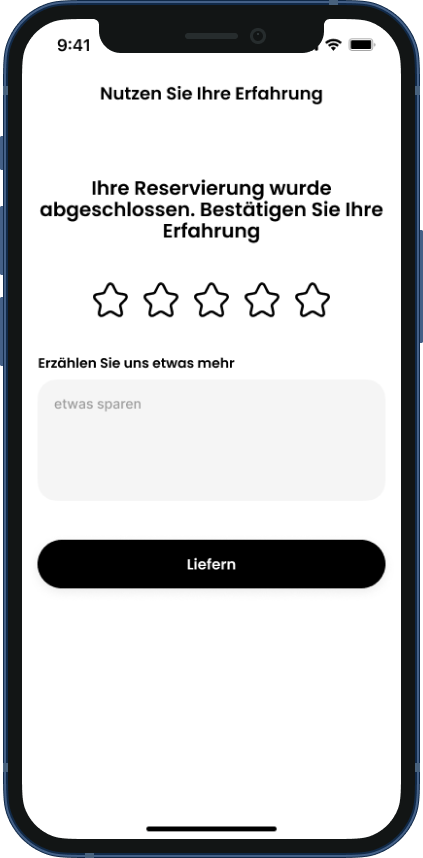 9:41
Nutzen Sie Ihre Erfahrung
Ihre Reservierung wurde
abgeschlossen. Bestätigen Sie Ihre
Erfahrung
Erzählen Sie uns etwas mehr
etwas sparen
Liefern